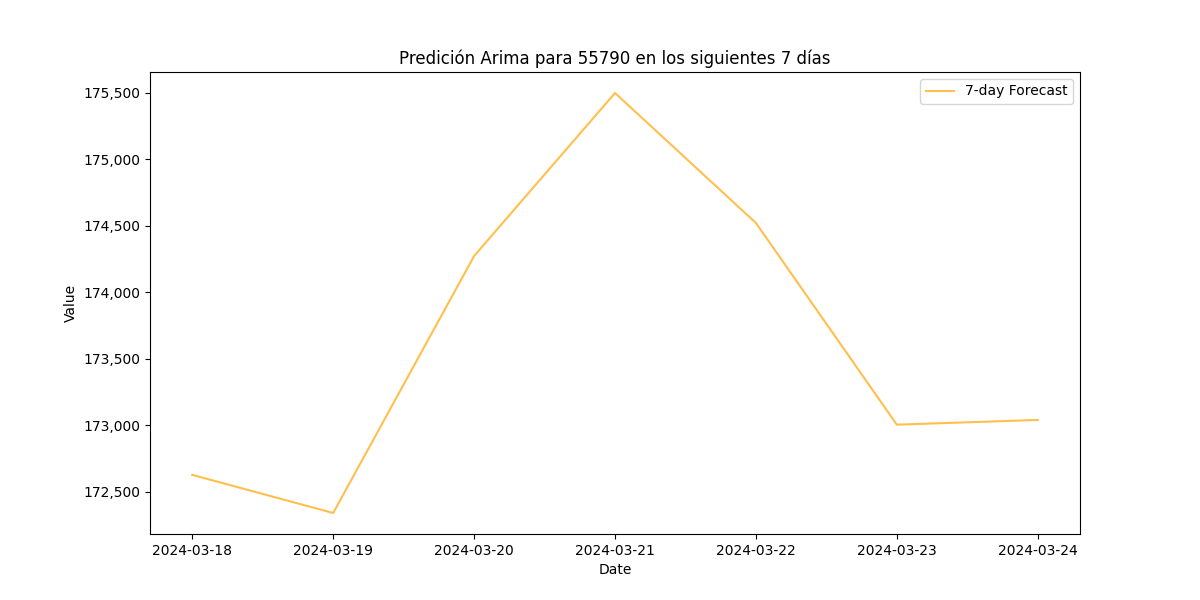 Predición Arima para 55790 en los siguientes 7 días
7-day Forecast
175,500
175,000
174,500
174,000
173,500
173,000
172,500
Value
2024-03-18 2024-03-19 2024-03-20 2024-03-21 2024-03-22 2024-03-23 2024-03-24
Date